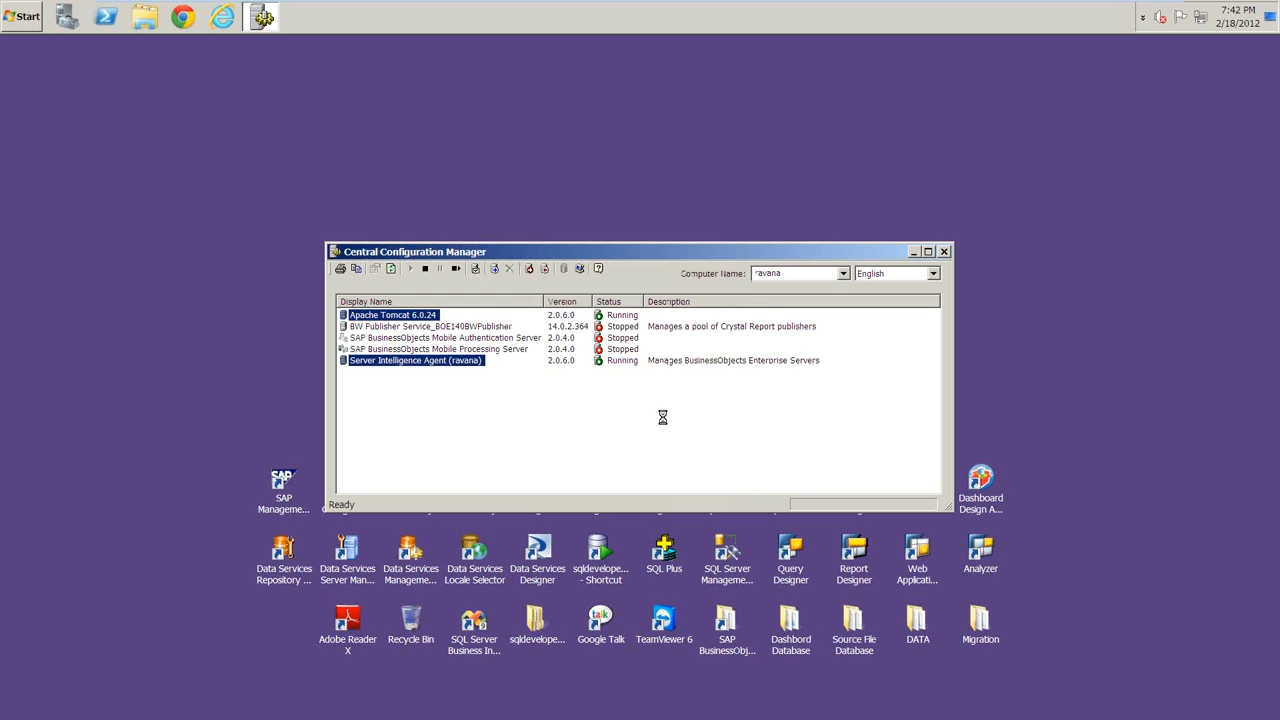 Start
7:42 PM
2/18/2012
Central Configuration Manager
Computer Name: ravana English
Display Name Version Status Description
Apache Tomcat 6.0.24 2.0.6.0 Running
BW Publisher Service_BOE140BWPublisher 14.0.2.364 Stopped Manages a pool of Crystal Report publishers
SAP BusinessObjects Mobile Authentication Server 2.0.4.0 Stopped
SAP BusinessObjects Mobile Processing Server 2.0.4.0 Stopped
Server Intelligence Agent (ravana) 2.0.6.0 Running Manages BusinessObjects Enterprise Servers
Ready
SAP
SAP Manageme...
Dashboard Design A...
Data Services Repository ...
Data Services Server Man...
Data Services Manageme...
Data Services Locale Selector
Data Services Designer
sqldevelope... - Shortcut
SQL Plus
SQL Server Manageme...
Query Designer
Report Designer
Web Applicati...
Analyzer
Adobe Reader X
Recycle Bin
SQL Server Business In...
sqldevelope...
talk
Google Talk
TeamViewer 6
SAP BusinessObj...
Dashbord Database
Source File Database
DATA
Migration